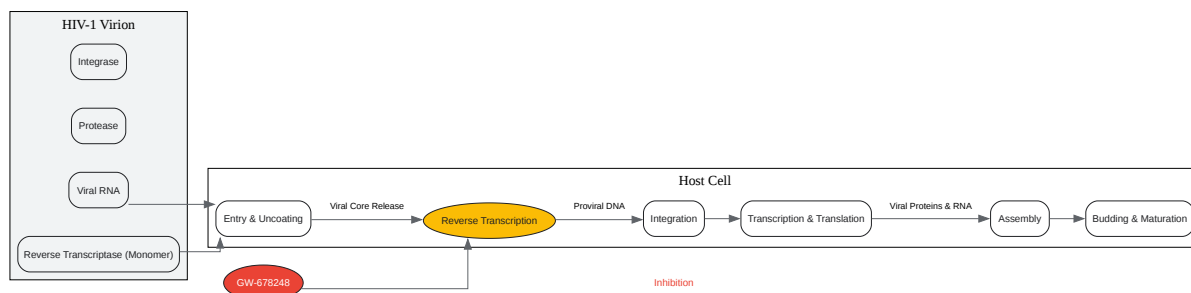 HIV-1 Virion
Integrase
Protease
Viral RNA
Reverse Transcriptase (Monomer)
Host Cell
Entry & Uncoating
Viral Core Release
Reverse Transcription
Proviral DNA
Integration
Transcription & Translation
Viral Proteins & RNA
Assembly
Budding & Maturation
GW-678248
Inhibition